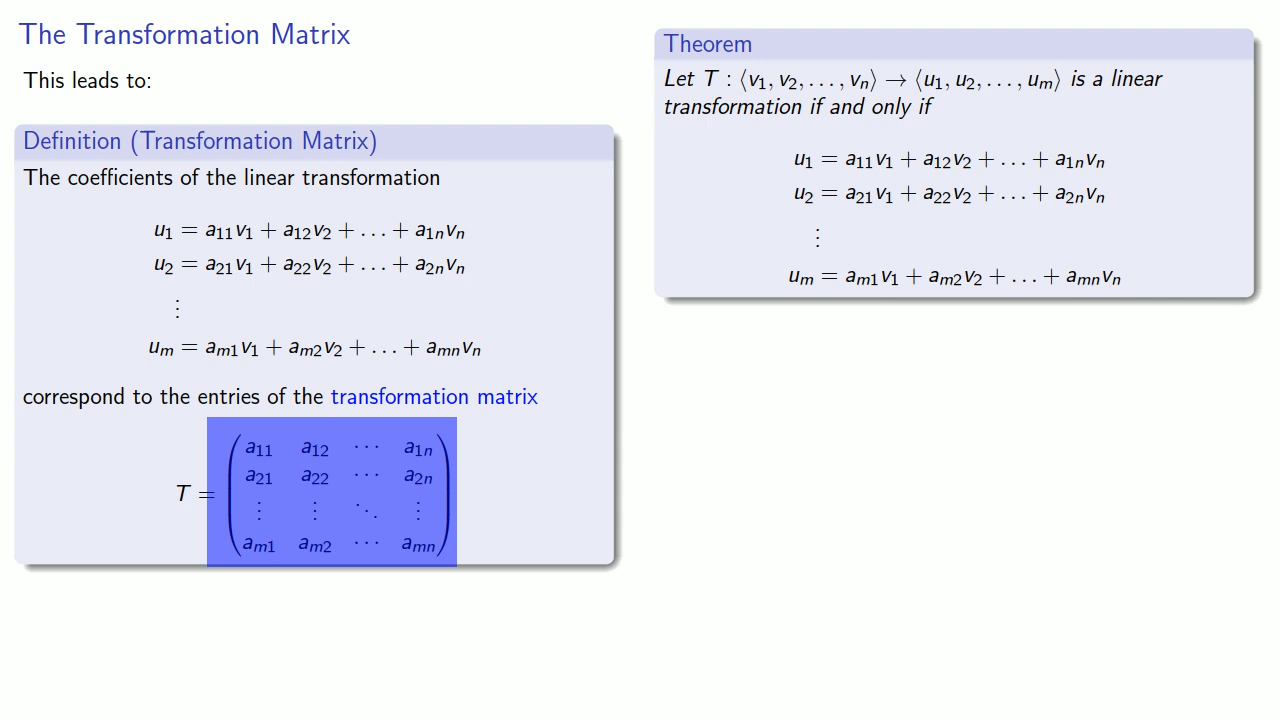 The Transformation Matrix
This leads to:
Definition (Transformation Matrix)
The coefficients of the linear transformation
u₁ = a₁₁v₁ + a₁₂v₂ + … + a₁ₙvₙ
u₂ = a₂₁v₁ + a₂₂v₂ + … + a₂ₙvₙ
⋮
uₘ = aₘ₁v₁ + aₘ₂v₂ + … + aₘₙvₙ
correspond to the entries of the transformation matrix
T = ( a₁₁ a₁₂ ⋯ a₁ₙ
a₂₁ a₂₂ ⋯ a₂ₙ
⋮ ⋮ ⋱ ⋮
aₘ₁ aₘ₂ ⋯ aₘₙ )
Theorem
Let T : ⟨v₁, v₂, …, vₙ⟩ → ⟨u₁, u₂, …, uₘ⟩ is a linear
transformation if and only if
u₁ = a₁₁v₁ + a₁₂v₂ + … + a₁ₙvₙ
u₂ = a₂₁v₁ + a₂₂v₂ + … + a₂ₙvₙ
⋮
uₘ = aₘ₁v₁ + aₘ₂v₂ + … + aₘₙvₙ